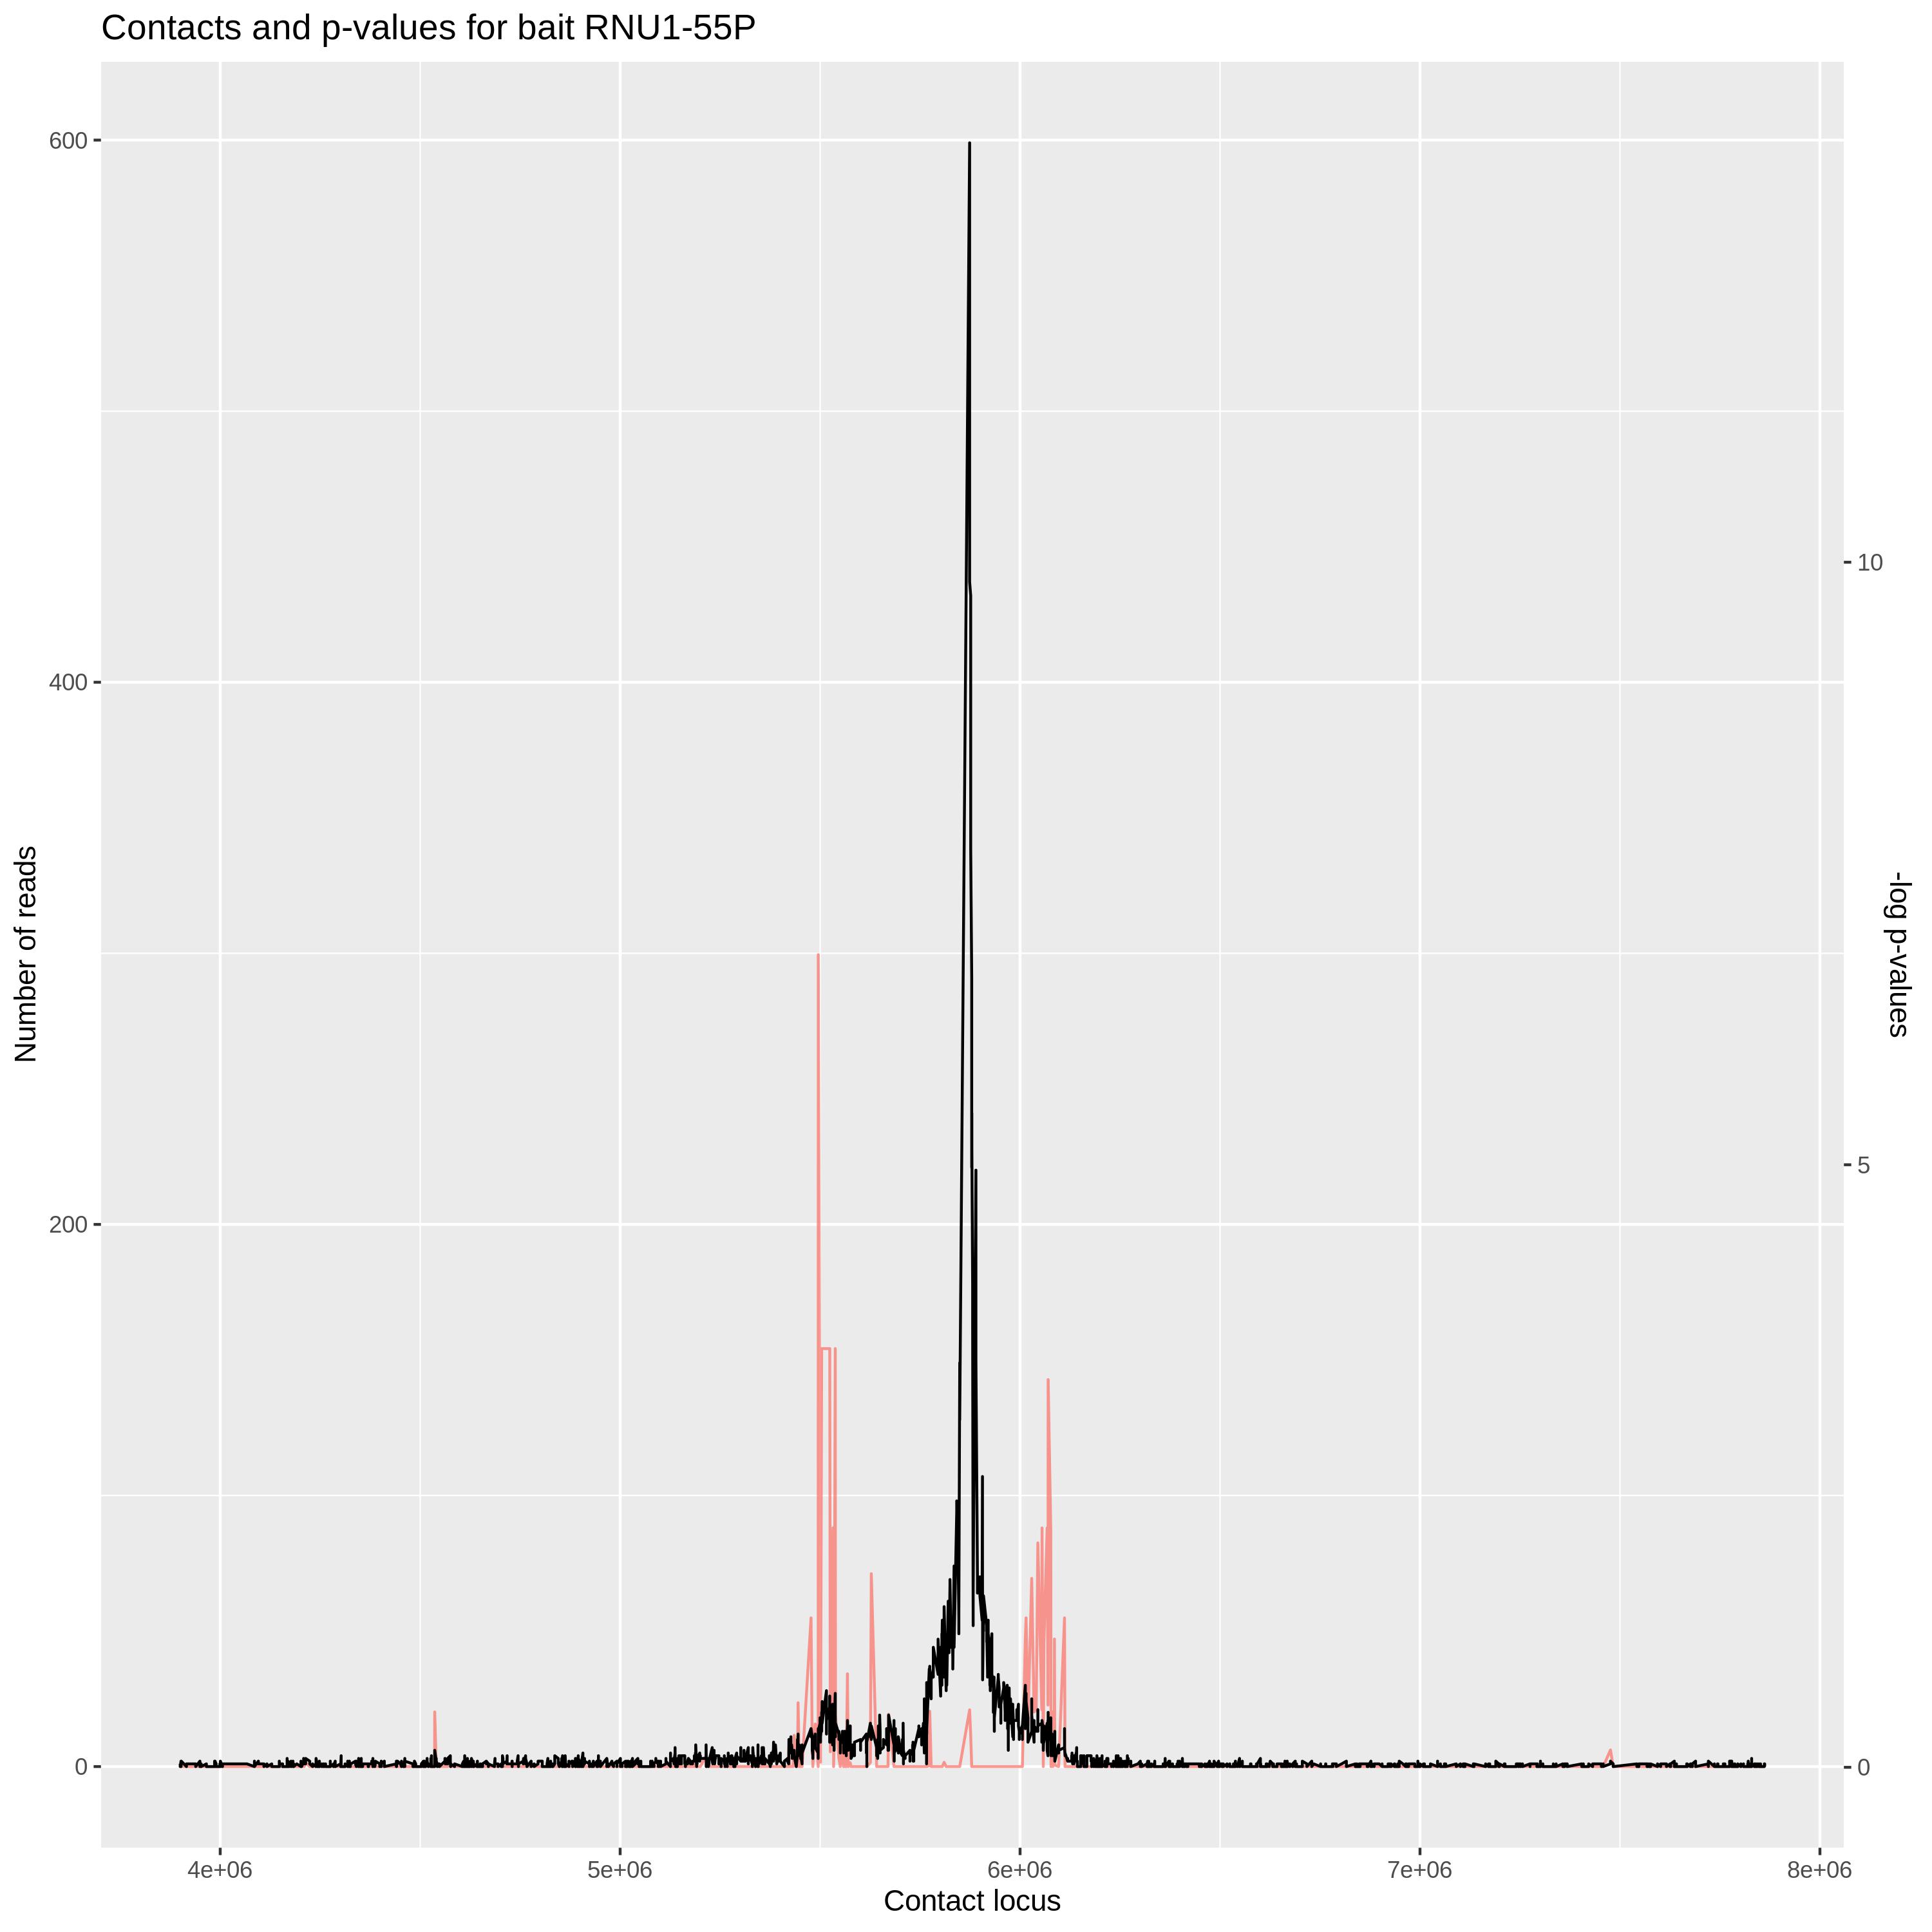 Contacts and p-values for bait RNU1-55P
600
400
200
0
Number of reads
10
5
0
-log p-values
4e+06
5e+06
6e+06
7e+06
8e+06
Contact locus